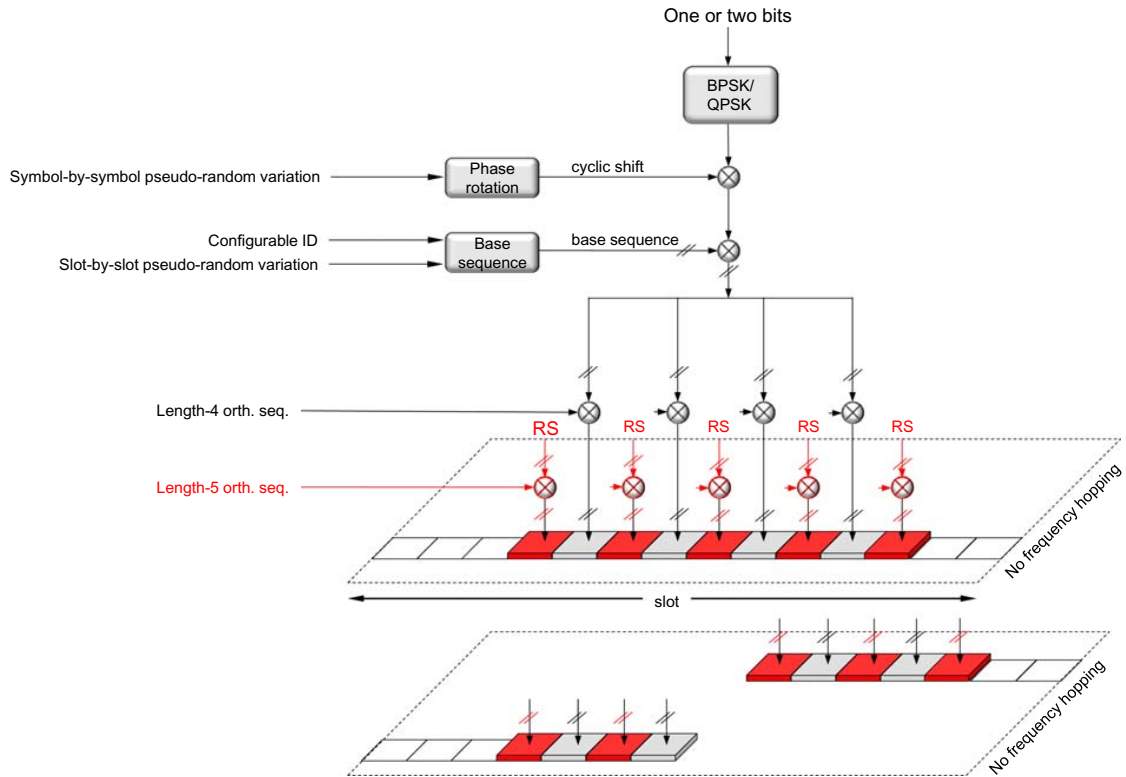 One or two bits
BPSK/
QPSK
Symbol-by-symbol pseudo-random variation
Phase
rotation
cyclic shift
Configurable ID
Slot-by-slot pseudo-random variation
Base
sequence
base sequence
Length-4 orth. seq.
RS
RS
RS
RS
RS
Length-5 orth. seq.
No frequency hopping
slot
No frequency hopping